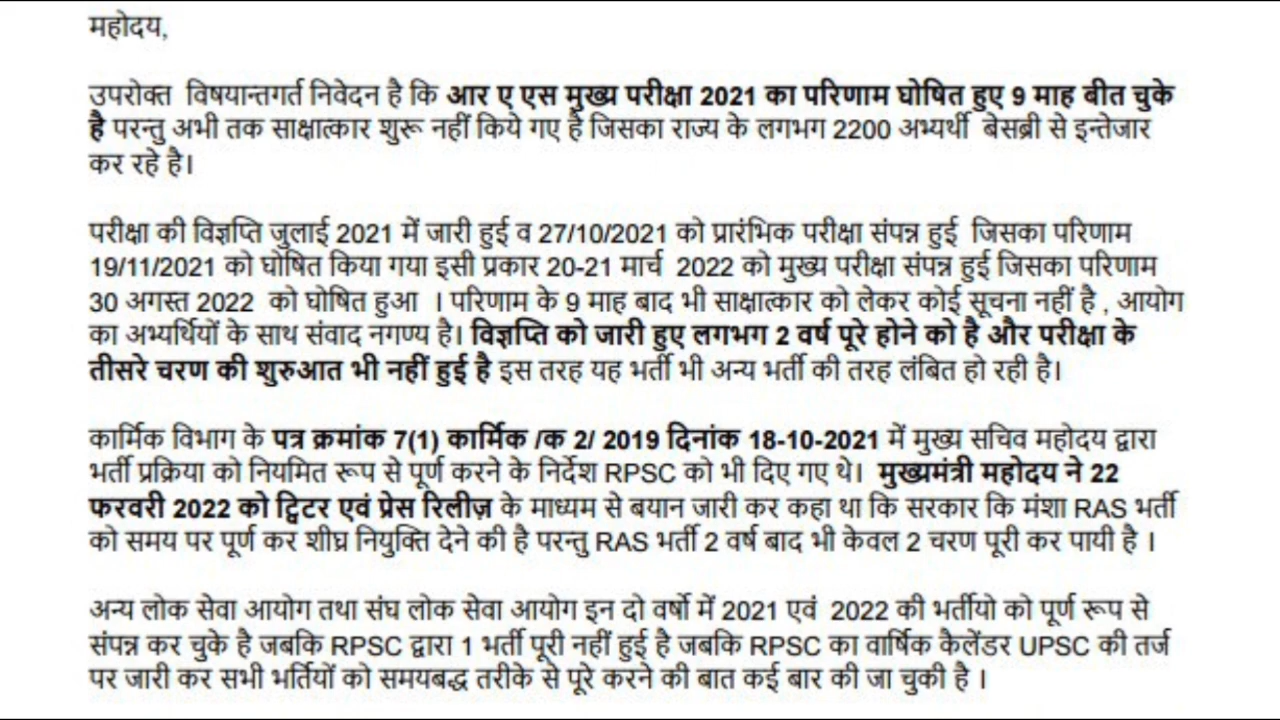 महोदय,
उपरोक्त विषयान्तगर्त निवेदन है कि आर ए एस मुख्य परीक्षा 2021 का परिणाम घोषित हुए 9 माह बीत चुके
है परन्तु अभी तक साक्षात्कार शुरू नहीं किये गए है जिसका राज्य के लगभग 2200 अभ्यर्थी बेसब्री से इन्तेजार
कर रहे है।
परीक्षा की विज्ञप्ति जुलाई 2021 में जारी हुई व 27/10/2021 को प्रारंभिक परीक्षा संपन्न हुई जिसका परिणाम
19/11/2021 को घोषित किया गया इसी प्रकार 20-21 मार्च 2022 को मुख्य परीक्षा संपन्न हुई जिसका परिणाम
30 अगस्त 2022 को घोषित हुआ । परिणाम के 9 माह बाद भी साक्षात्कार को लेकर कोई सूचना नहीं है , आयोग
का अभ्यर्थियों के साथ संवाद नगण्य है। विज्ञप्ति को जारी हुए लगभग 2 वर्ष पूरे होने को है और परीक्षा के
तीसरे चरण की शुरुआत भी नहीं हुई है इस तरह यह भर्ती भी अन्य भर्ती की तरह लंबित हो रही है।
कार्मिक विभाग के पत्र क्रमांक 7(1) कार्मिक /क 2/ 2019 दिनांक 18-10-2021 में मुख्य सचिव महोदय द्वारा
भर्ती प्रक्रिया को नियमित रूप से पूर्ण करने के निर्देश RPSC को भी दिए गए थे। मुख्यमंत्री महोदय ने 22
फरवरी 2022 को ट्विटर एवं प्रेस रिलीज़ के माध्यम से बयान जारी कर कहा था कि सरकार कि मंशा RAS भर्ती
को समय पर पूर्ण कर शीघ्र नियुक्ति देने की है परन्तु RAS भर्ती 2 वर्ष बाद भी केवल 2 चरण पूरी कर पायी है ।
अन्य लोक सेवा आयोग तथा संघ लोक सेवा आयोग इन दो वर्षो में 2021 एवं 2022 की भर्तीयो को पूर्ण रूप से
संपन्न कर चुके है जबकि RPSC द्वारा 1 भर्ती पूरी नहीं हुई है जबकि RPSC का वार्षिक कैलेंडर UPSC की तर्ज
पर जारी कर सभी भर्तियों को समयबद्ध तरीके से पूरे करने की बात कई बार की जा चुकी है ।